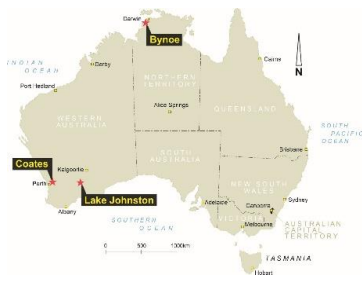 Darwin
Bynoe
INDIAN
OCEAN
Derby
Cairns
N
Port Hedland
NORTHERN
TERRITORY
Alice Springs
QUEENSLAND
WESTERN
AUSTRALIA
SOUTH
AUSTRALIA
SOUTH
PACIFIC
OCEAN
Brisbane
Coates
Kalgoorlie
Perth
Lake Johnston
Albany
NEW SOUTH
WALES
Adelaide
Canberra
Sydney
SOUTHERN
OCEAN
VICTORIA
Melbourne
AUSTRALIAN
CAPITAL
TERRITORY
0 500 1000km
TASMANIA
Hobart